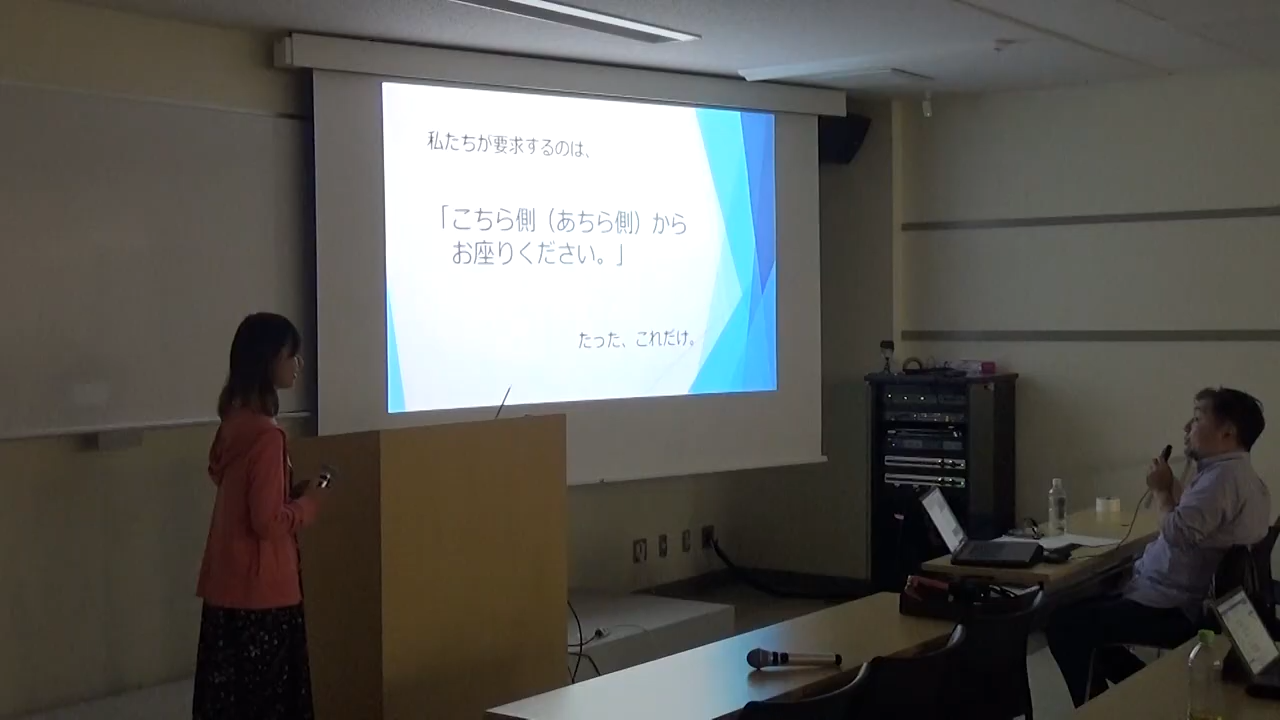 私たちが要求するのは、
「こちら側（あちら側）から
お座りください。」
たった、これだけ。